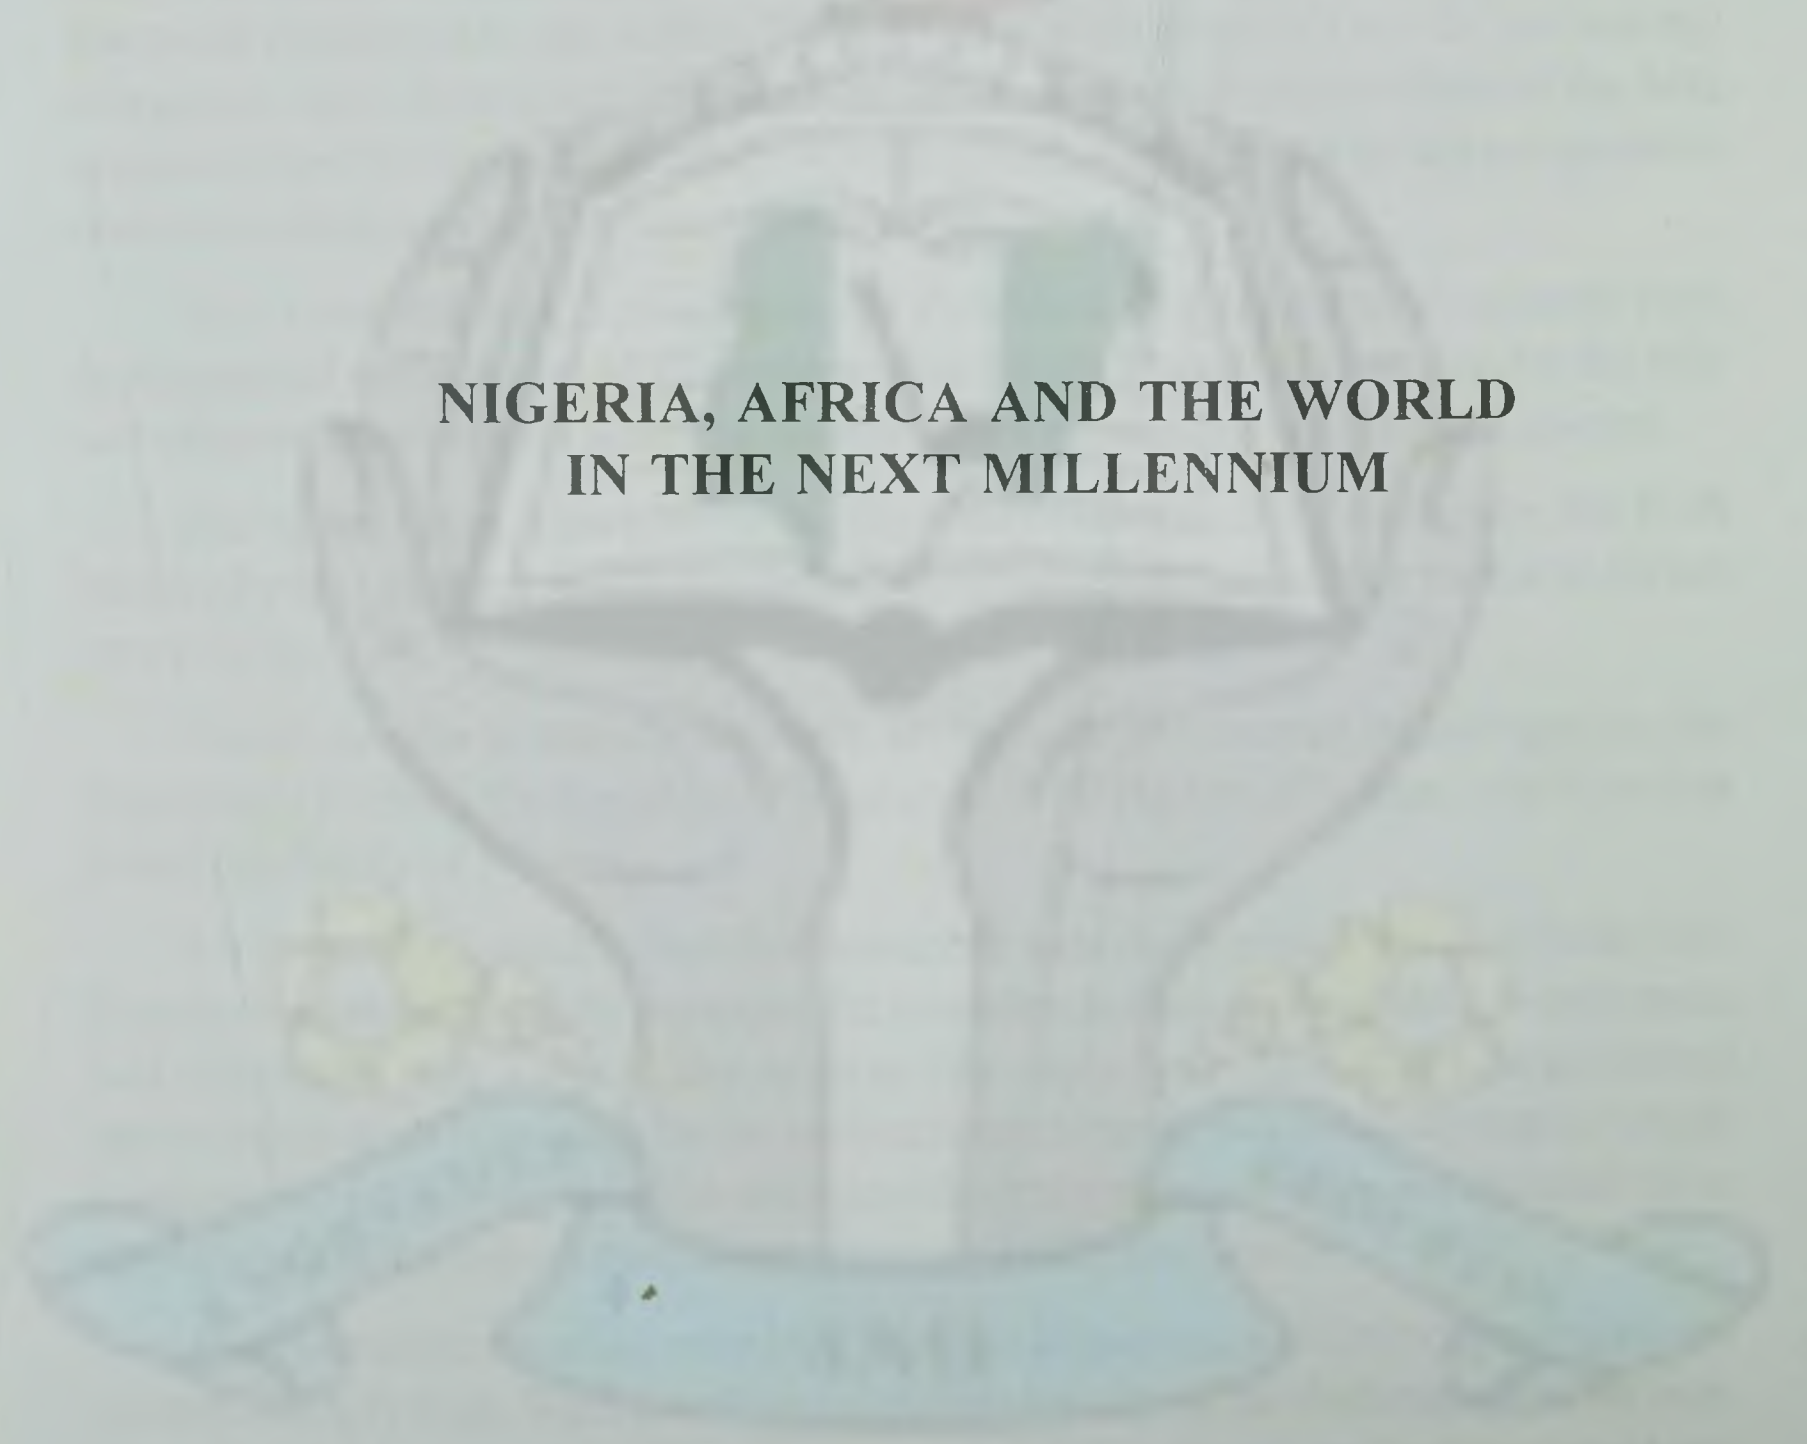 NIGERIA, AFRICA AND THE WORLD
IN THE NEXT MILLENNIUM